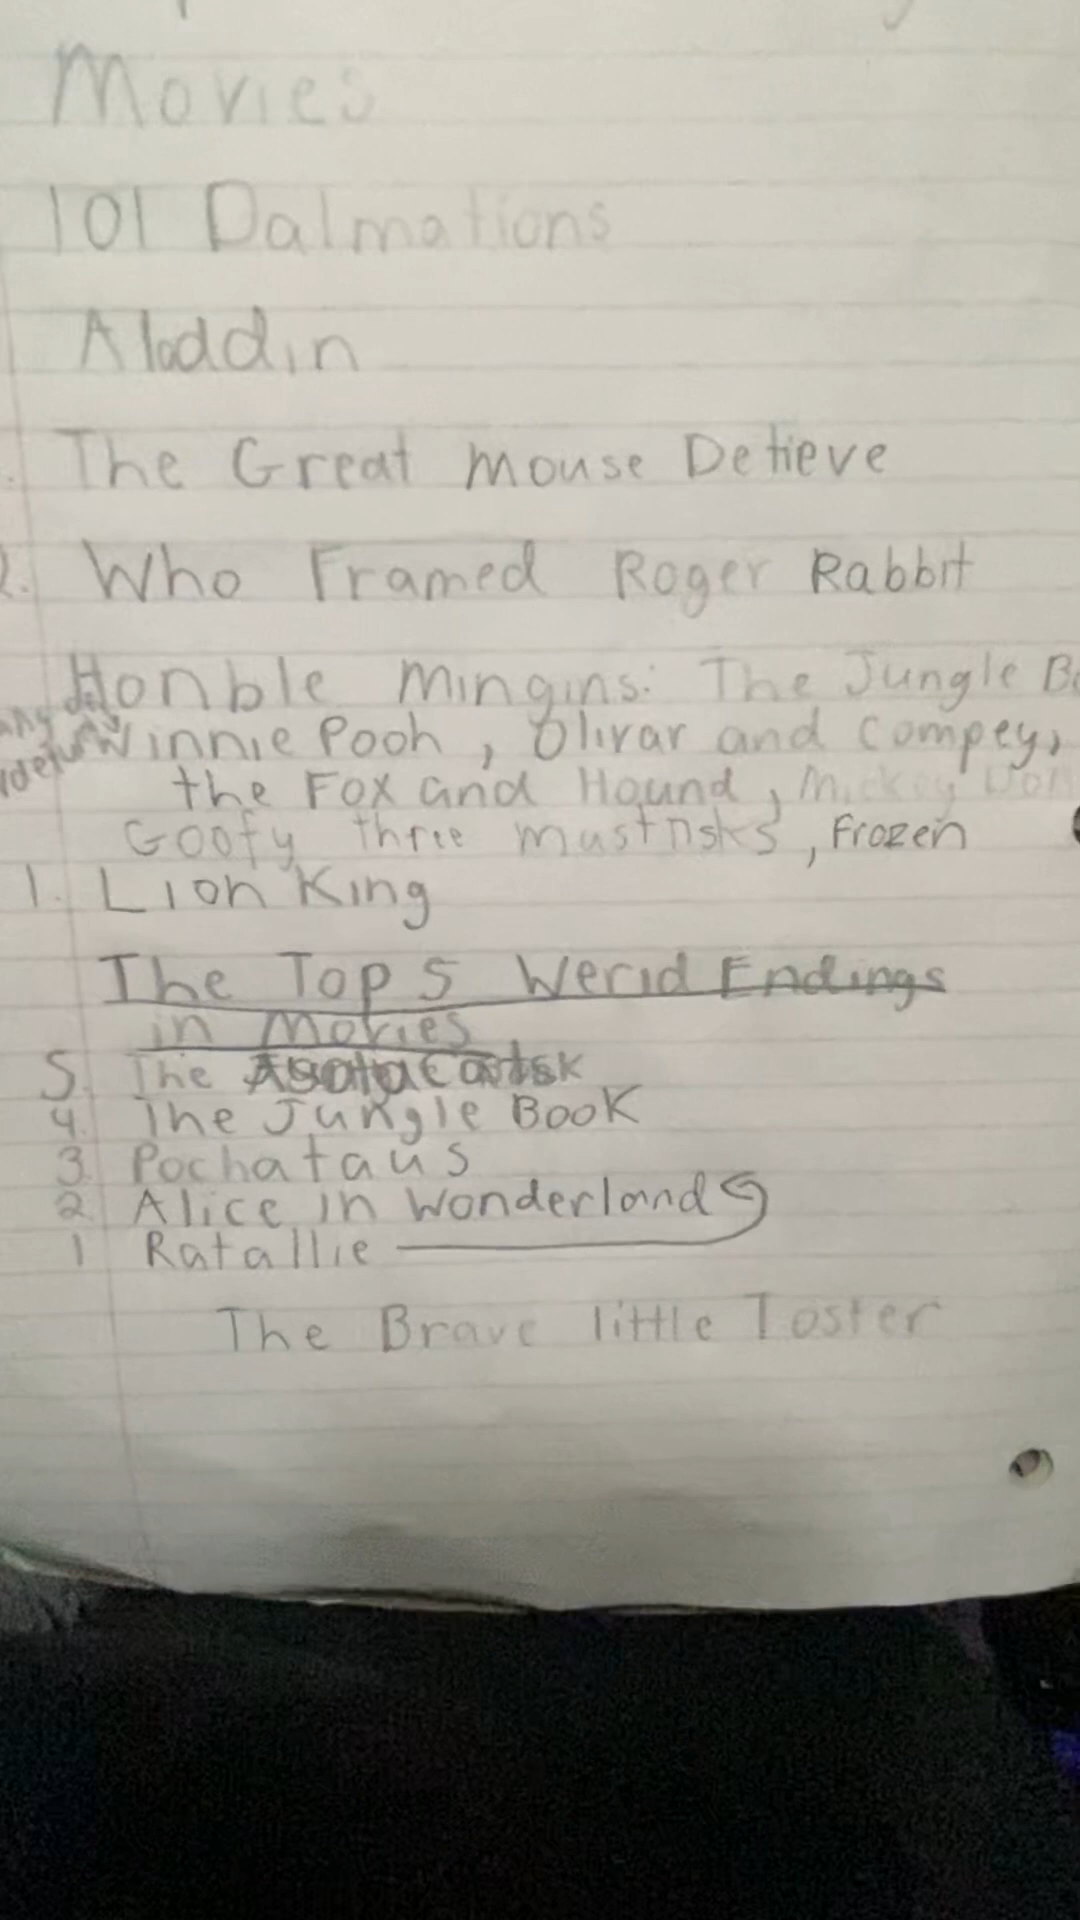 Movies
101 Dalmations
Aladdin
The Great Mouse Detieve
2. Who Framed Roger Rabbit
Honble Mingins: The Jungle
Winnie Pooh, Olivar and Compey,
the Fox and Hound, Mickey Don
Goofy three
, Frozen
1. Lion King
The Top 5 Werid Endings
in Movies
5. The
4. The Jungle Book
3. Pochataus
2 Alice in Wonderland
1 Ratallie
The Brave little Toster